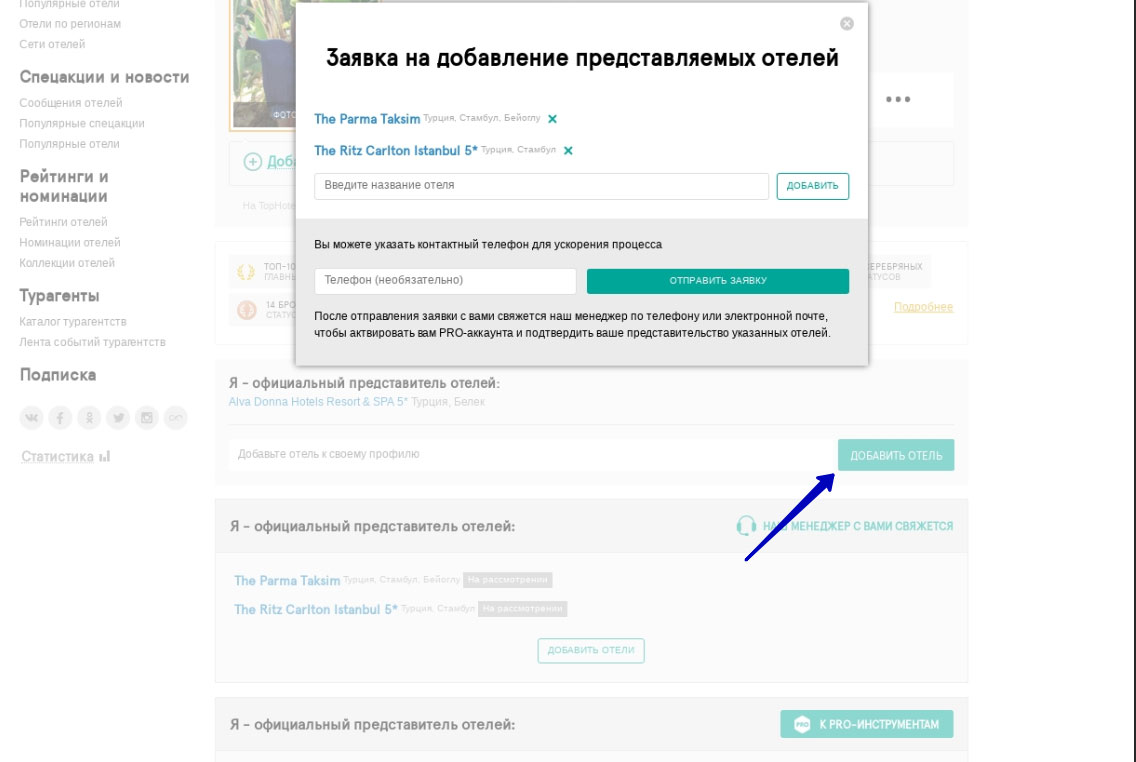 Популярные отели
Отели по регионам
Сети отелей
Спецакции и новости
Сообщения отелей
Популярные спецакции
Популярные отели
Рейтинги и
номинации
Рейтинги отелей
Номинации отелей
Коллекции отелей
Турагенты
Каталог турагентств
Лента событий турагентств
Подписка
Статистика
Заявка на добавление представляемых отелей
The Parma Taksim Турция, Стамбул, Бейоглу
The Ritz Carlton Istanbul 5* Турция, Стамбул
Введите название отеля ДОБАВИТЬ
Вы можете указать контактный телефон для ускорения процесса
Телефон (необязательно) ОТПРАВИТЬ ЗАЯВКУ
После отправления заявки с вами свяжется наш менеджер по телефону или электронной почте,
чтобы актвировать вам PRO-аккаунта и подтвердить ваше представительство указанных отелей.
ФОТО
Доба
На TopHote
ТОП-10
ГЛАВНЫ
14 БРО
СТАТУС
ЕРЕБРЯНЫХ
АТУСОВ
Подробнее
Я - официальный представитель отелей:
Alva Donna Hotels Resort & SPA 5* Турция, Белек
Добавьте отель к своему профилю ДОБАВИТЬ ОТЕЛЬ
Я - официальный представитель отелей: НАШ МЕНЕДЖЕР С ВАМИ СВЯЖЕТСЯ
The Parma Taksim Турция, Стамбул, Бейоглу На рассмотрении
The Ritz Carlton Istanbul 5* Турция, Стамбул На рассмотрении
ДОБАВИТЬ ОТЕЛИ
Я - официальный представитель отелей: PRO К PRO-ИНСТРУМЕНТАМ